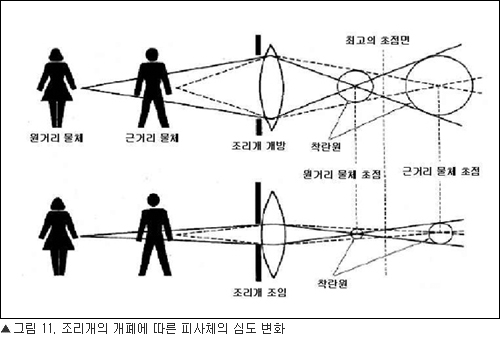 최고의 초점면
원거리 물체
근거리 물체
조리개 개방
착란원
원거리 물체 초점
근거리 물체 초점
조리개 조임
착란원
▲그림 11. 조리개의 개폐에 따른 피사체의 심도 변화